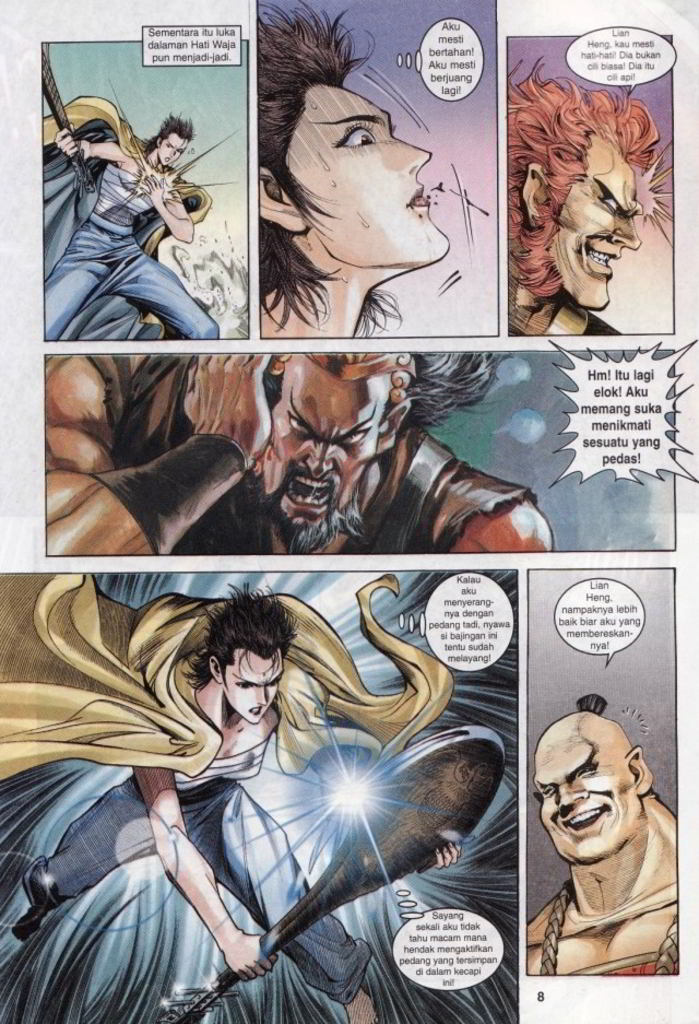 Sementara itu luka
dalaman Hati Waja
pun menjadi-jadi.
Aku
mesti
bertahan!
Aku mesti
berjuang
lagi!
Lian
Heng, kau mesti
hati-hati! Dia bukan
cili biasa! Dia itu
cili api!
Hm! Itu lagi
elok! Aku
memang suka
menikmati
sesuatu yang
pedas!
Kalau
aku
menyerang-
nya dengan
pedang tadi, nyawa
si bajingan ini
tentu sudah
melayang!
Sayang
sekali aku tidak
tahu macam mana
hendak mengaktifkan
pedang yang tersimpan
di dalam kecapi
ini!
Lian
Heng,
nampaknya lebih
baik biar aku yang
membereskan-
nya!
8